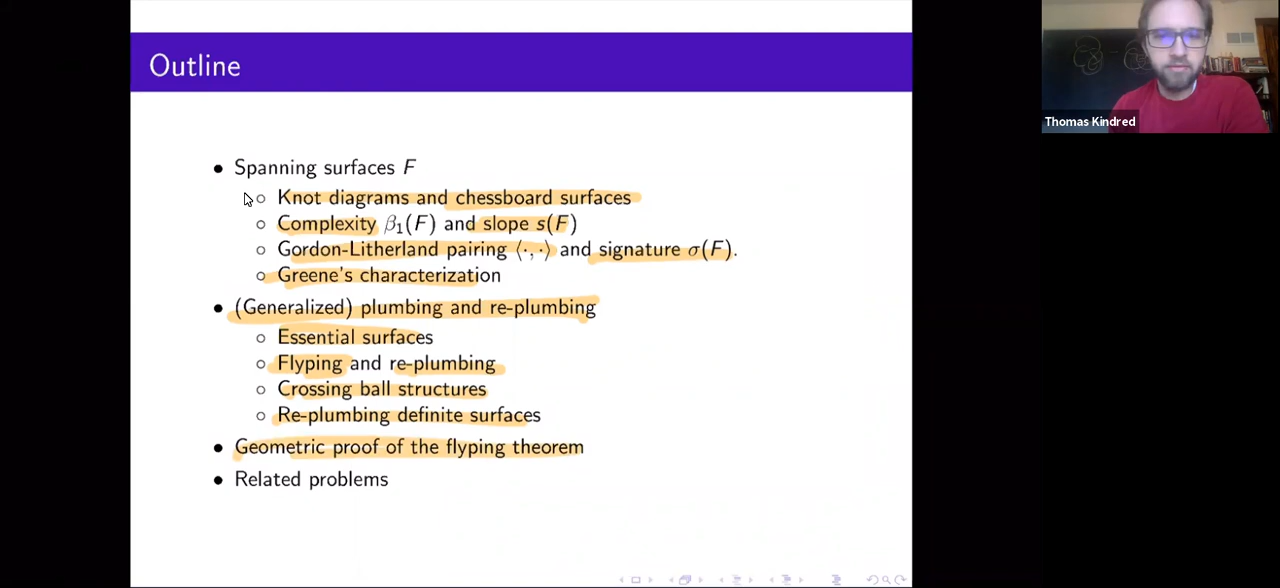 Outline
• Spanning surfaces F
○ Knot diagrams and chessboard surfaces
○ Complexity β₁(F) and slope s(F)
○ Gordon-Litherland pairing ⟨·, ·⟩ and signature σ(F).
○ Greene's characterization
• (Generalized) plumbing and re-plumbing
○ Essential surfaces
○ Flyping and re-plumbing
○ Crossing ball structures
○ Re-plumbing definite surfaces
• Geometric proof of the flyping theorem
• Related problems
Thomas Kindred